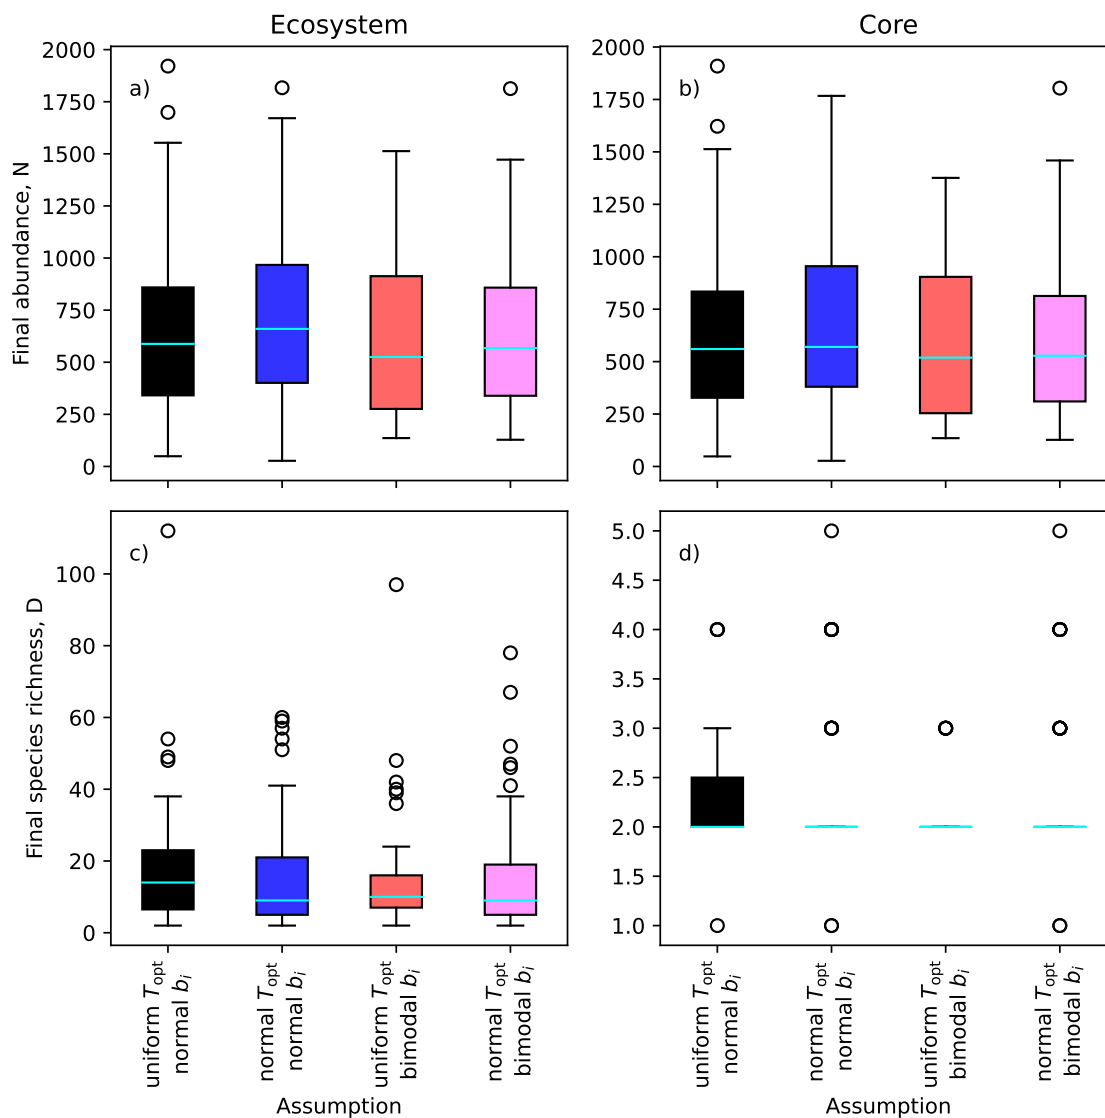 Ecosystem
Core
a)
b)
Final abundance, N
2000
1750
1500
1250
1000
750
500
250
0
2000
1750
1500
1250
1000
750
500
250
0
c)
d)
Final species richness, D
100
80
60
40
20
0
5.0
4.5
4.0
3.5
3.0
2.5
2.0
1.5
1.0
uniform T_opt
normal b_i
normal T_opt
normal b_i
uniform T_opt
bimodal b_i
normal T_opt
bimodal b_i
uniform T_opt
normal b_i
normal T_opt
normal b_i
uniform T_opt
bimodal b_i
normal T_opt
bimodal b_i
Assumption
Assumption